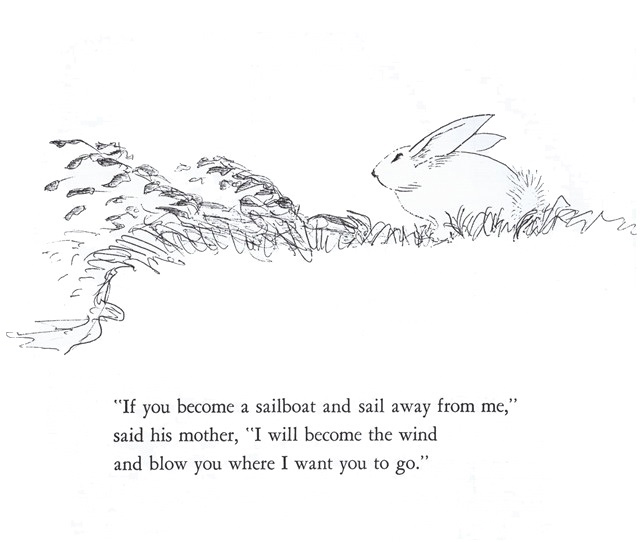 “If you become a sailboat and sail away from me,”
said his mother, “I will become the wind
and blow you where I want you to go.”